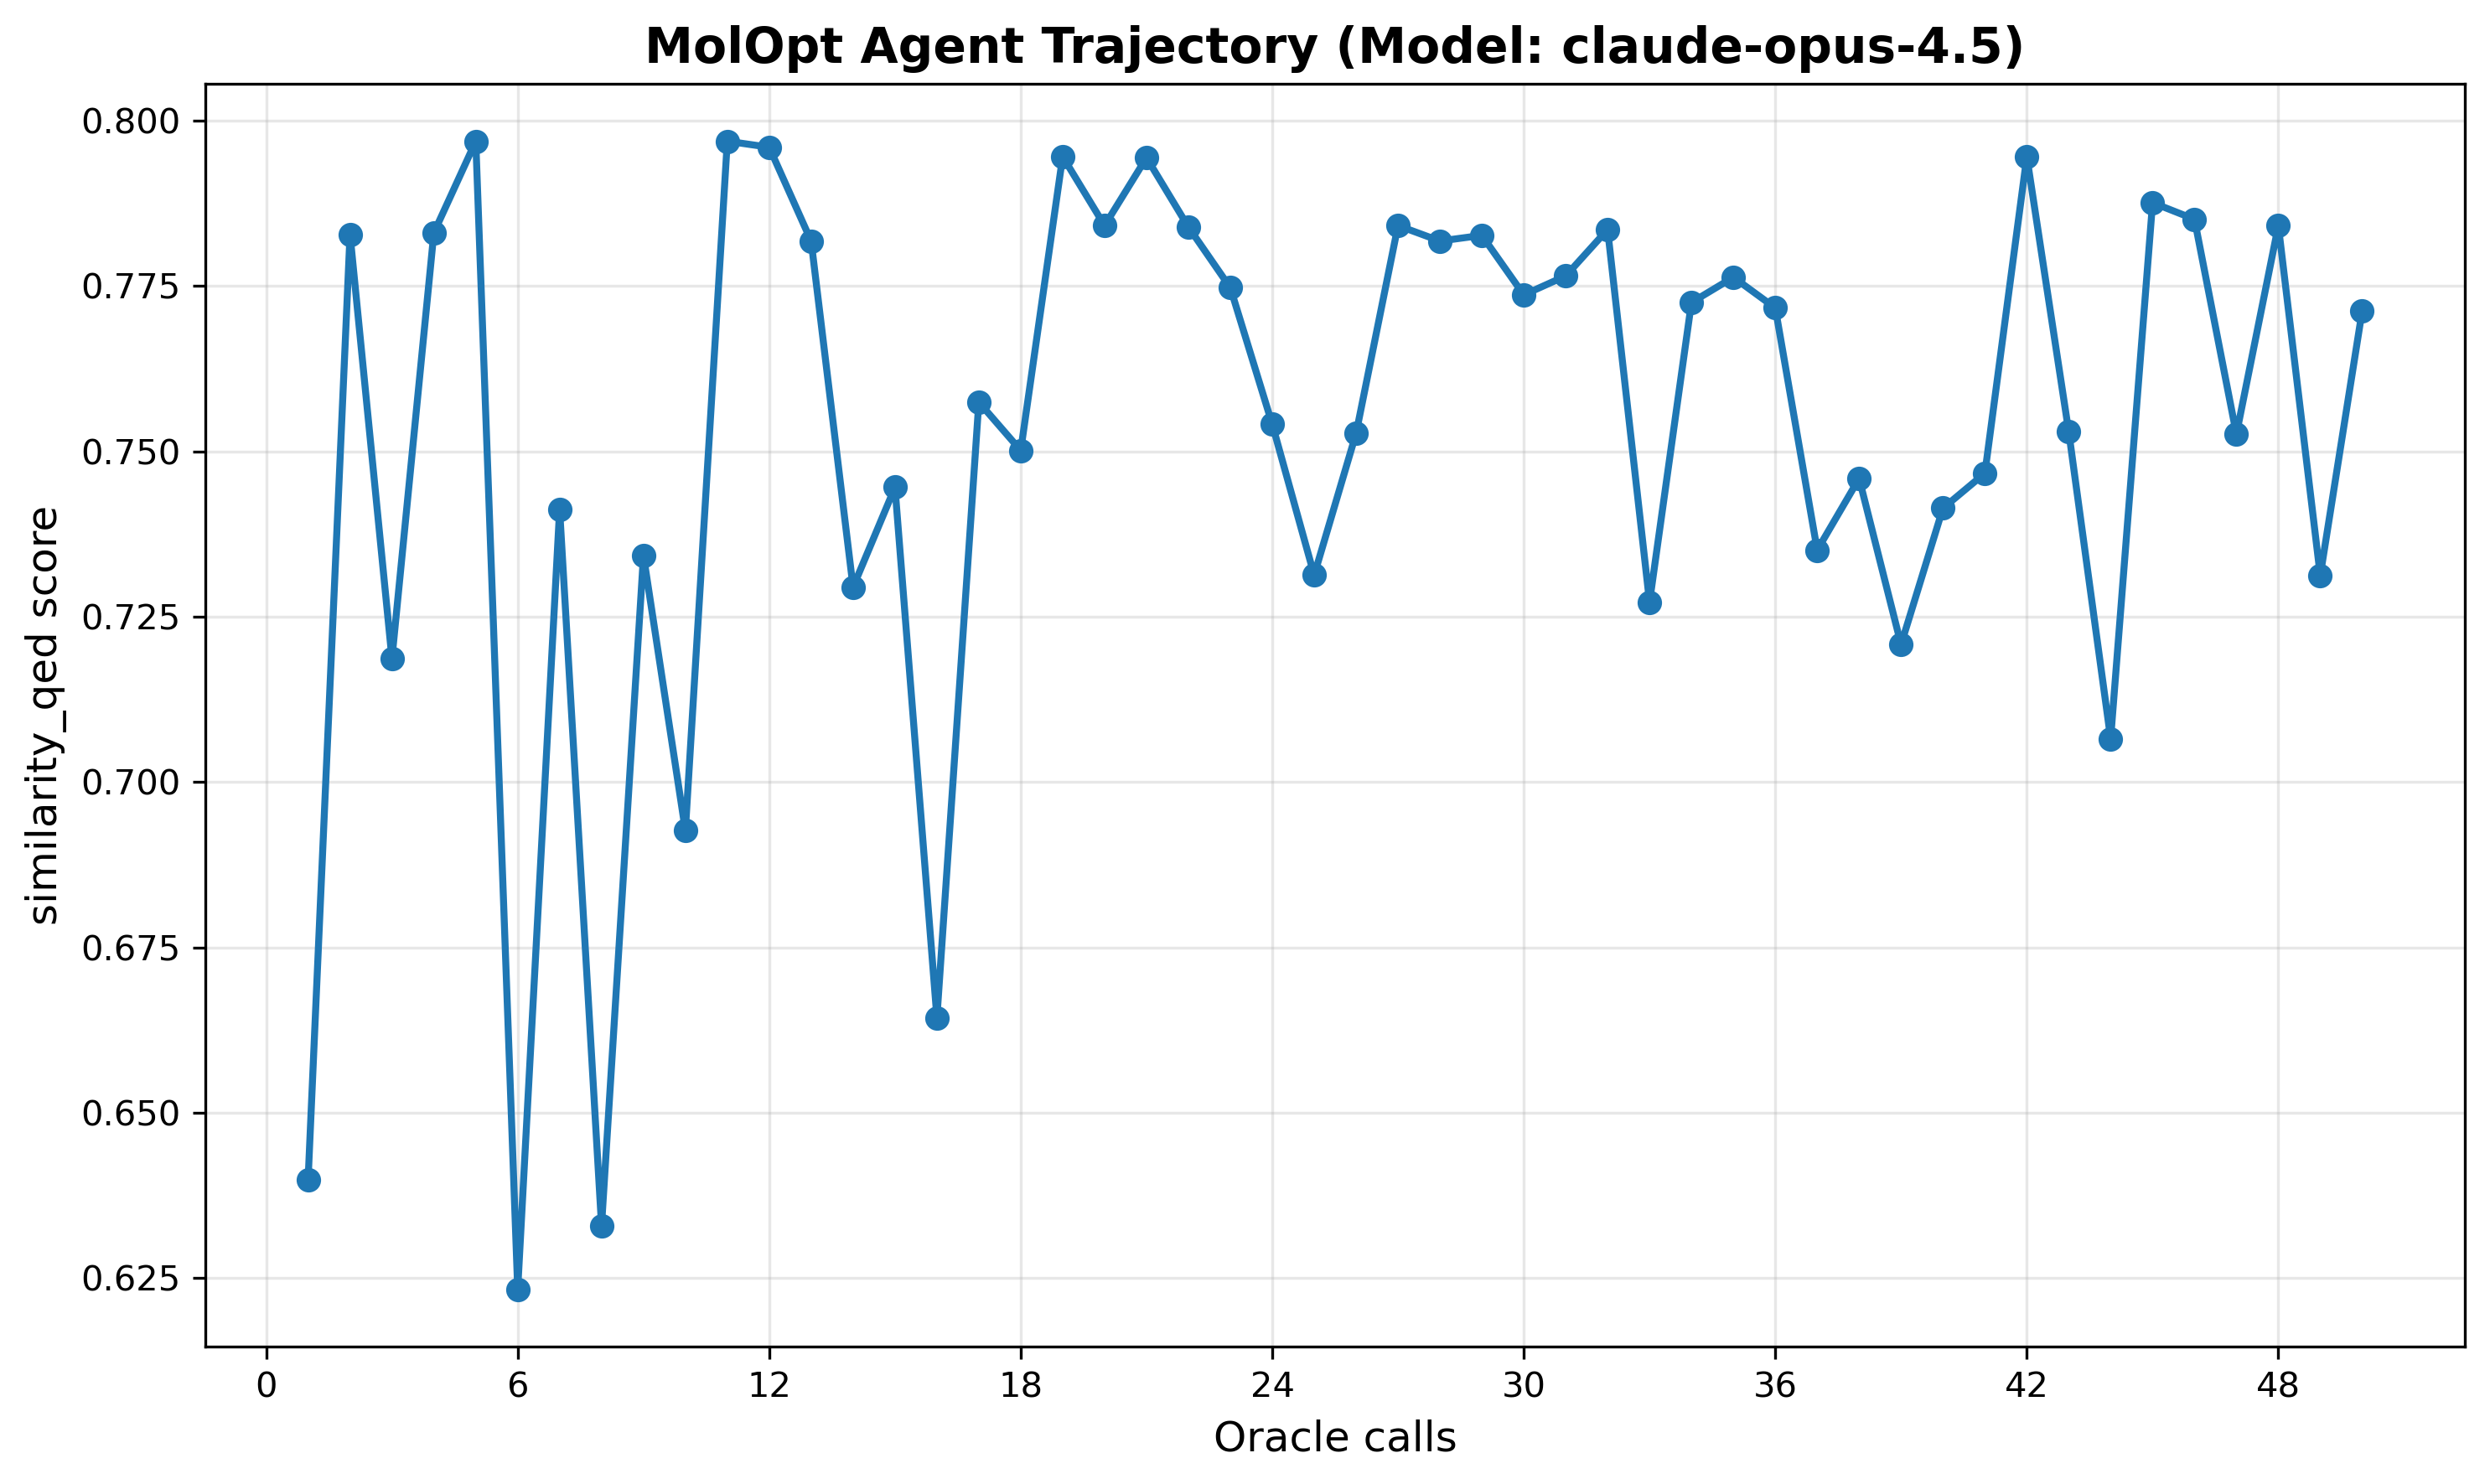 MolOpt Agent Trajectory (Model: claude-opus-4.5)
similarity_qed score
0.800
0.775
0.750
0.725
0.700
0.675
0.650
0.625
0 6 12 18 24 30 36 42 48
Oracle calls